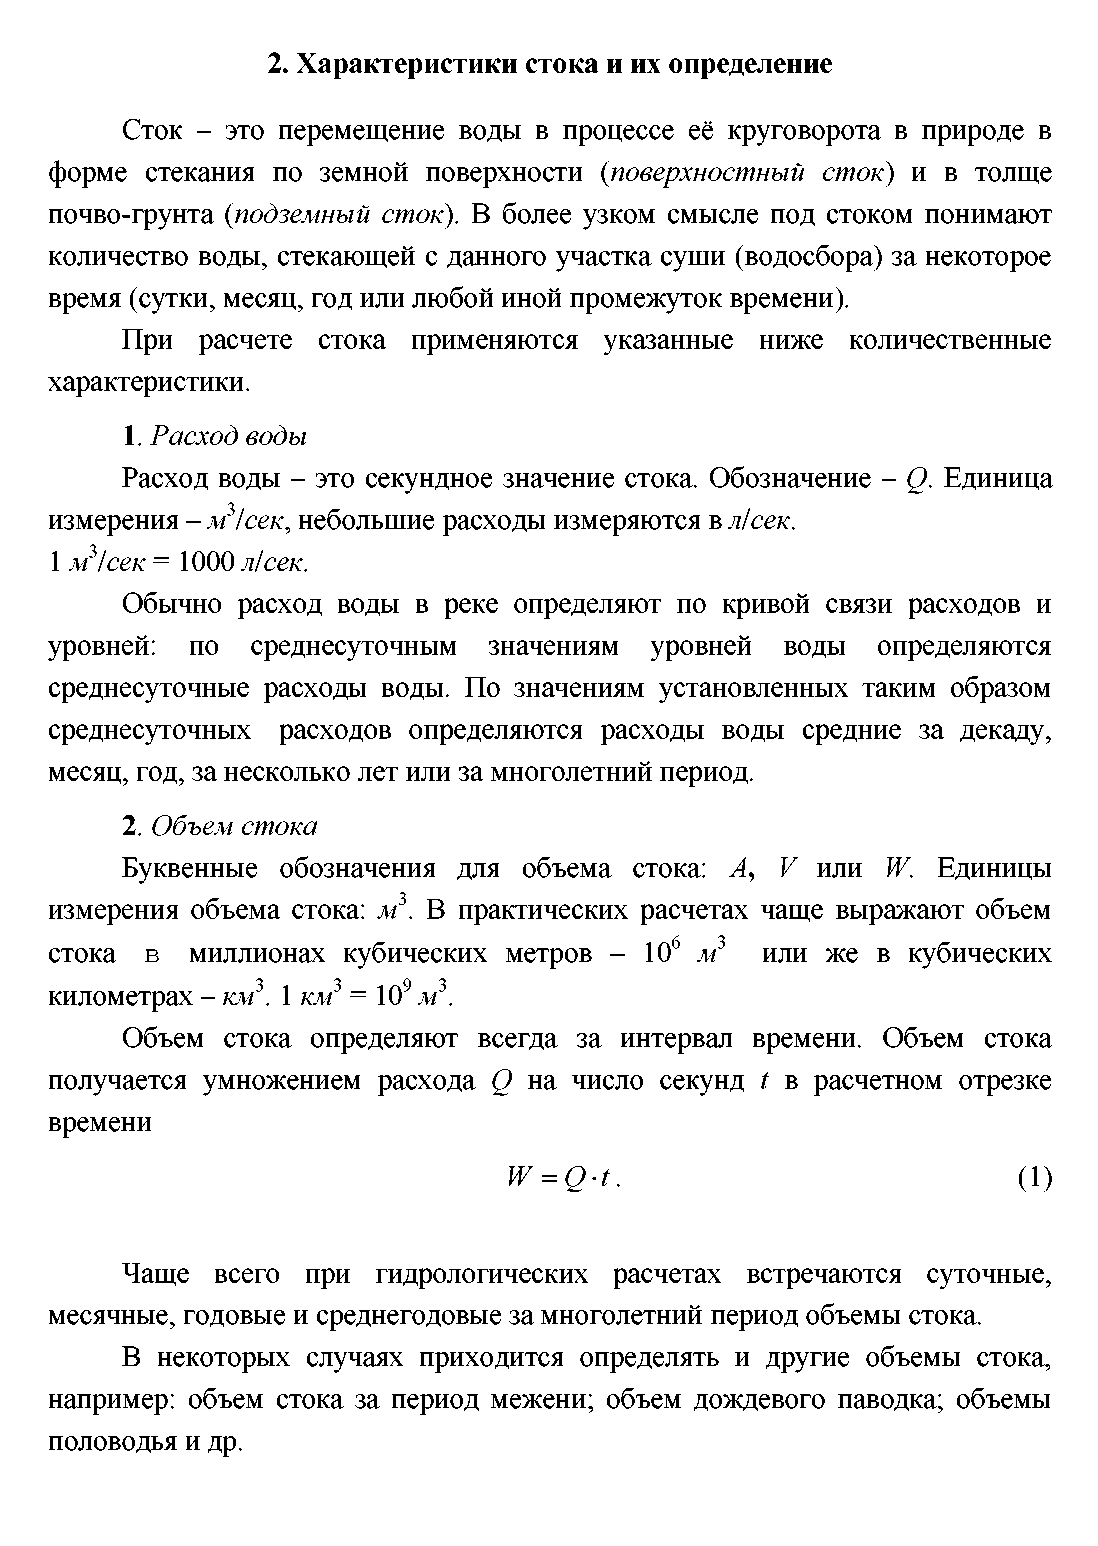 2. Характеристики стока и их определение
Сток – это перемещение воды в процессе её круговорота в природе в
форме стекания по земной поверхности (поверхностный сток) и в толще
почво-грунта (подземный сток). В более узком смысле под стоком понимают
количество воды, стекающей с данного участка суши (водосбора) за некоторое
время (сутки, месяц, год или любой иной промежуток времени).
При расчете стока применяются указанные ниже количественные
характеристики.
1. Расход воды
Расход воды – это секундное значение стока. Обозначение – Q. Единица
измерения – м³/сек, небольшие расходы измеряются в л/сек.
1 м³/сек = 1000 л/сек.
Обычно расход воды в реке определяют по кривой связи расходов и
уровней: по среднесуточным значениям уровней воды определяются
среднесуточные расходы воды. По значениям установленных таким образом
среднесуточных расходов определяются расходы воды средние за декаду,
месяц, год, за несколько лет или за многолетний период.
2. Объем стока
Буквенные обозначения для объема стока: A, V или W. Единицы
измерения объема стока: м³. В практических расчетах чаще выражают объем
стока в миллионах кубических метров – 10⁶ м³ или же в кубических
километрах – км³. 1 км³ = 10⁹ м³.
Объем стока определяют всегда за интервал времени. Объем стока
получается умножением расхода Q на число секунд t в расчетном отрезке
времени
W = Q · t . (1)
Чаще всего при гидрологических расчетах встречаются суточные,
месячные, годовые и среднегодовые за многолетний период объемы стока.
В некоторых случаях приходится определять и другие объемы стока,
например: объем стока за период межени; объем дождевого паводка; объемы
половодья и др.